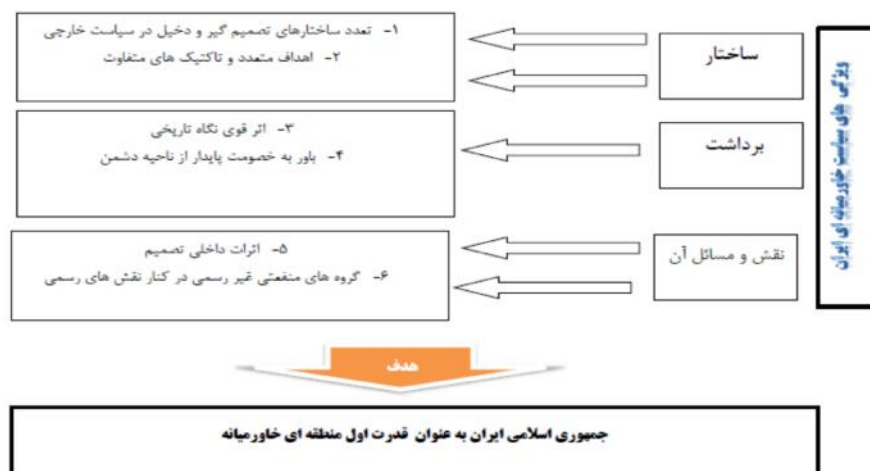 ویژگی های سیاست خاورمیانه ای ایران
ساختار
۱- تعدد ساختارهای تصمیم گیر و دخیل در سیاست خارجی
۲- اهداف متعدد و تاکتیک های متفاوت
برداشت
۳- اثر قوی نگاه تاریخی
۴- باور به خصومت پایدار از ناحیه دشمن
نقش و مسائل آن
۵- اثرات داخلی تصمیم
۶- گروه های منفعتی غیر رسمی در کنار نقش های رسمی
هدف
جمهوری اسلامی ایران به عنوان قدرت اول منطقه ای خاورمیانه